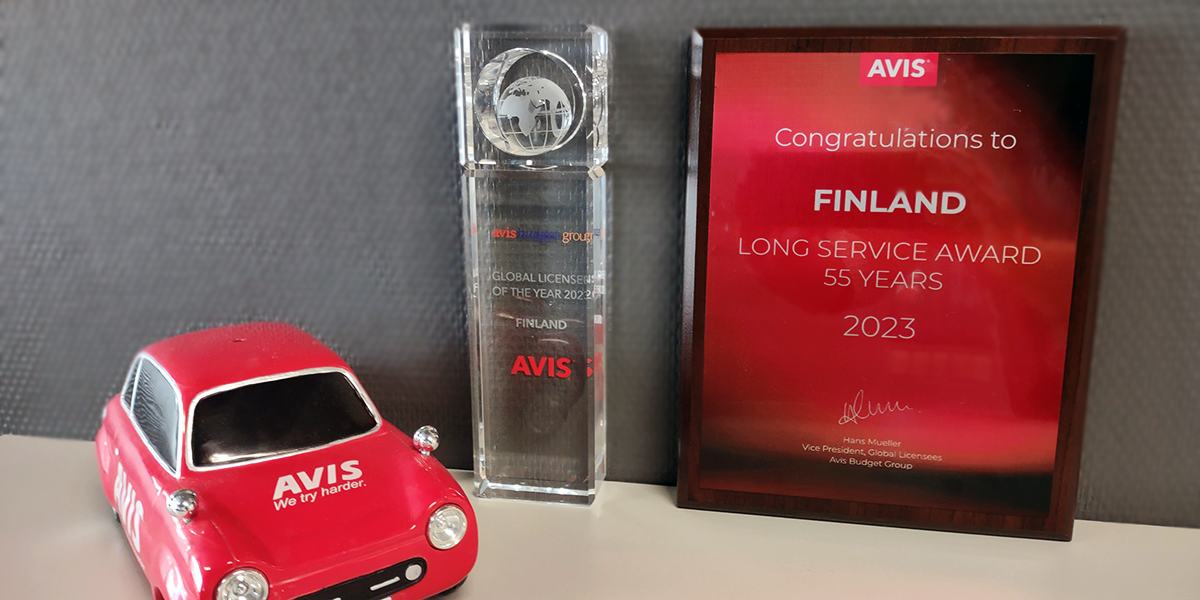 AVIS
We try harder.
AVIS
avis budget group
GLOBAL LICENSEE
OF THE YEAR 2022
FINLAND
AVIS
AVIS
Congratulations to
FINLAND
LONG SERVICE AWARD
55 YEARS
2023
Hans Mueller
Vice President, Global Licensees
Avis Budget Group